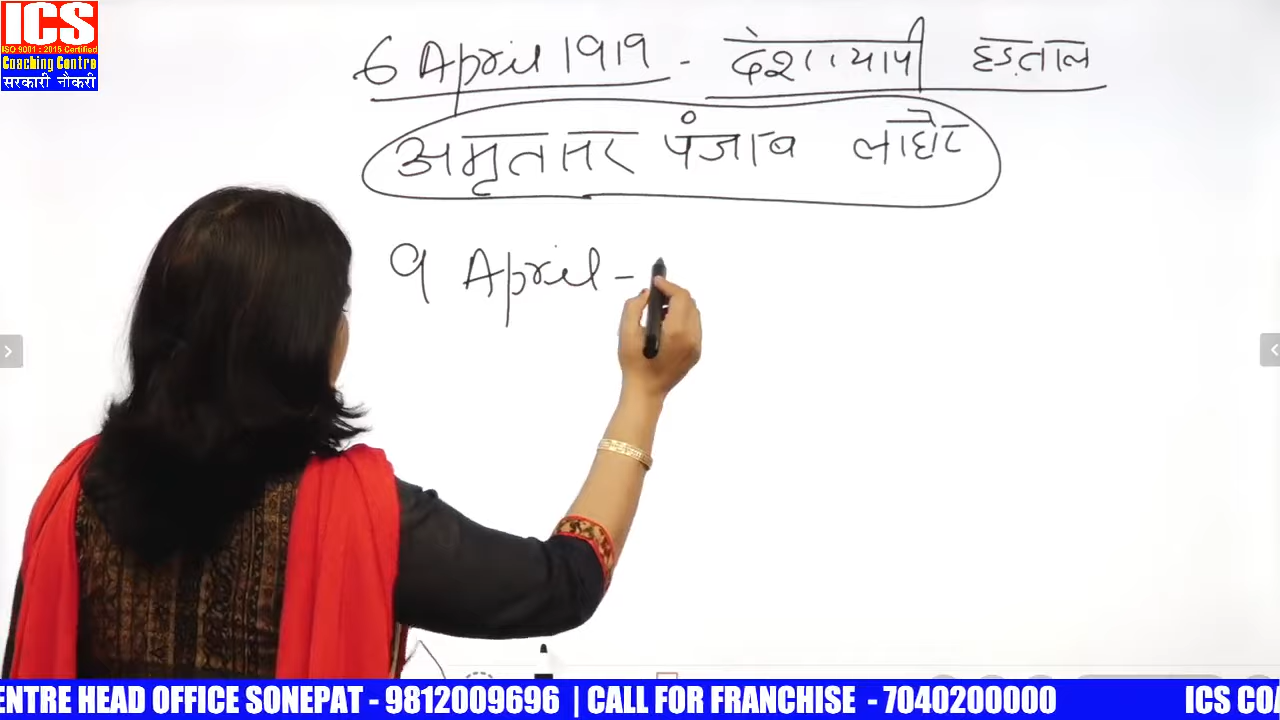 ICS
ISO 9001 : 2015 Certified
Coaching Centre
सरकारी नौकरी
6 April 1919 - देशव्यापी हड़ताल
अमृतसर पंजाब लाहौर
9 April -
ENTRE HEAD OFFICE SONEPAT - 9812009696 | CALL FOR FRANCHISE - 7040200000 ICS COA